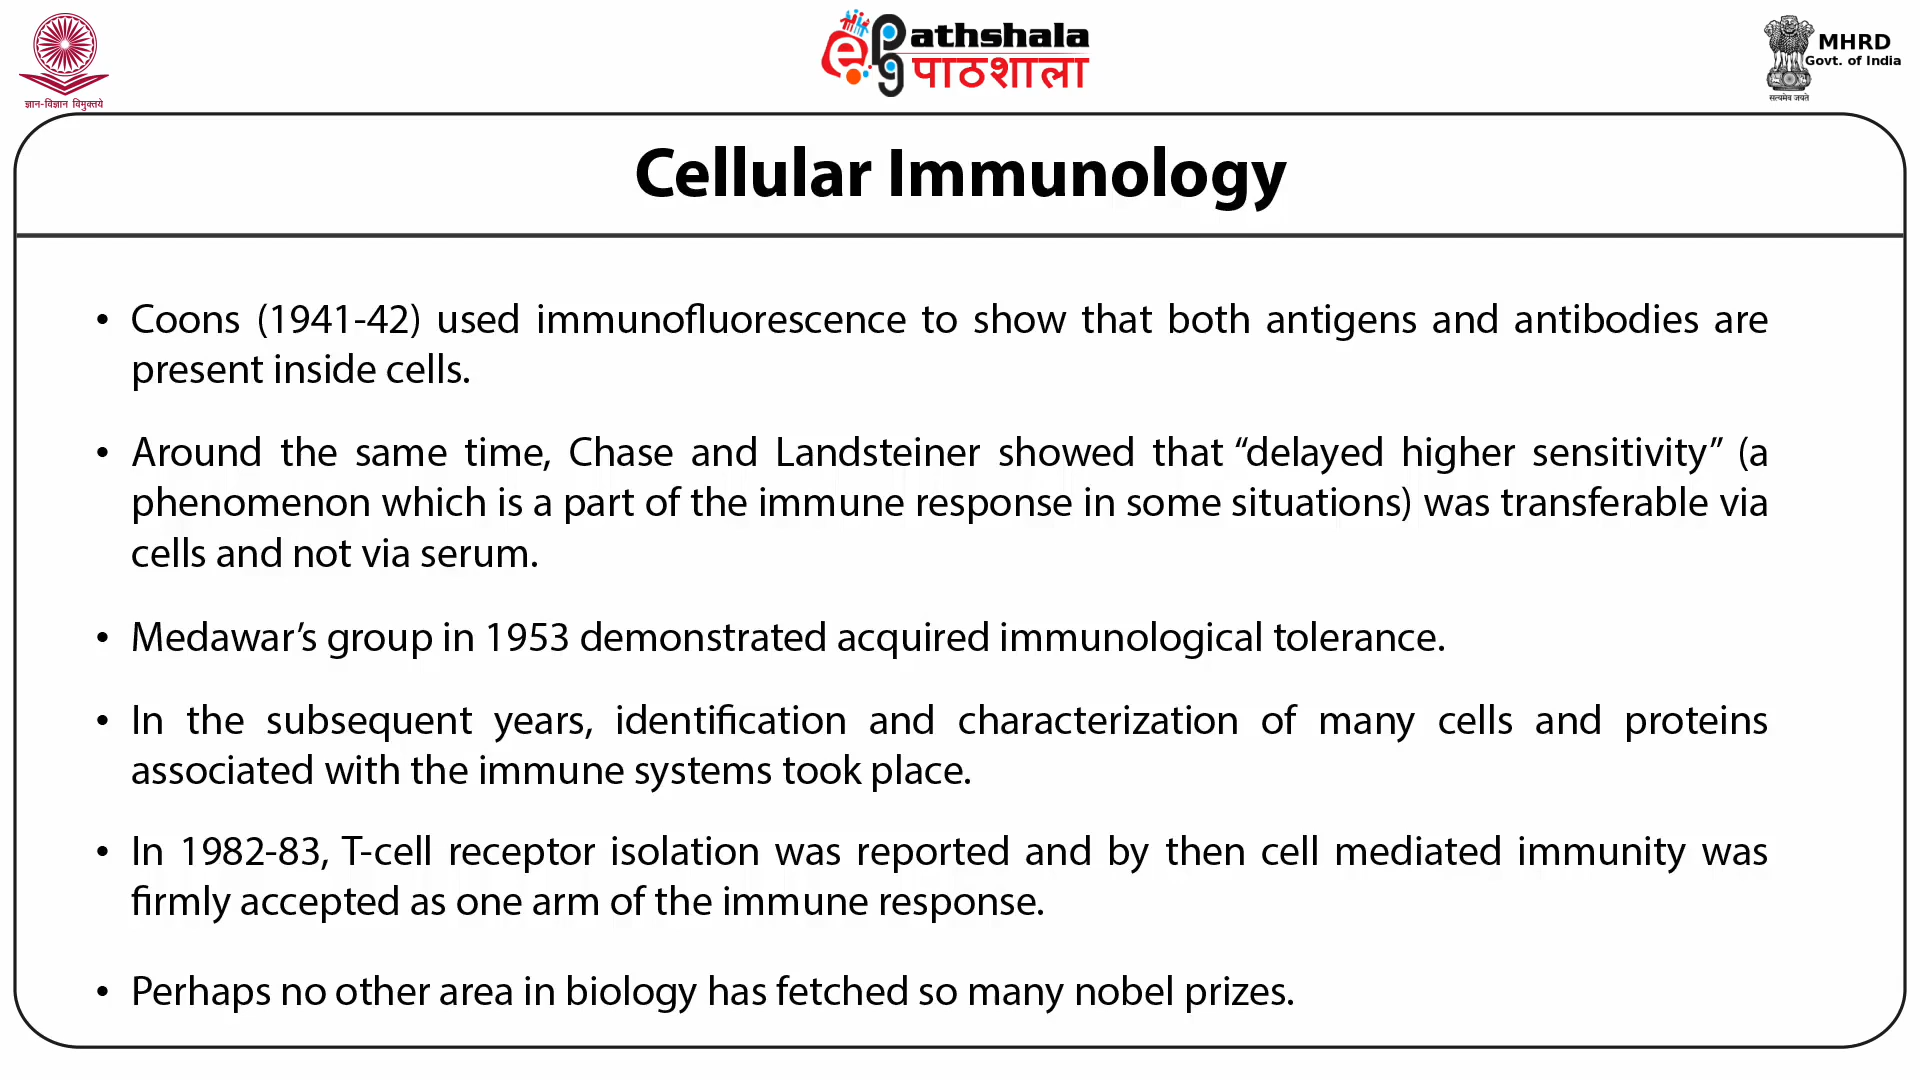 ज्ञान-विज्ञान विमुक्तये
ePathshala
पाठशाला
MHRD
Govt. of India
सत्यमेव जयते
Cellular Immunology
• Coons (1941-42) used immunofluorescence to show that both antigens and antibodies are
present inside cells.
• Around the same time, Chase and Landsteiner showed that “delayed higher sensitivity” (a
phenomenon which is a part of the immune response in some situations) was transferable via
cells and not via serum.
• Medawar’s group in 1953 demonstrated acquired immunological tolerance.
• In the subsequent years, identification and characterization of many cells and proteins
associated with the immune systems took place.
• In 1982-83, T-cell receptor isolation was reported and by then cell mediated immunity was
firmly accepted as one arm of the immune response.
• Perhaps no other area in biology has fetched so many nobel prizes.